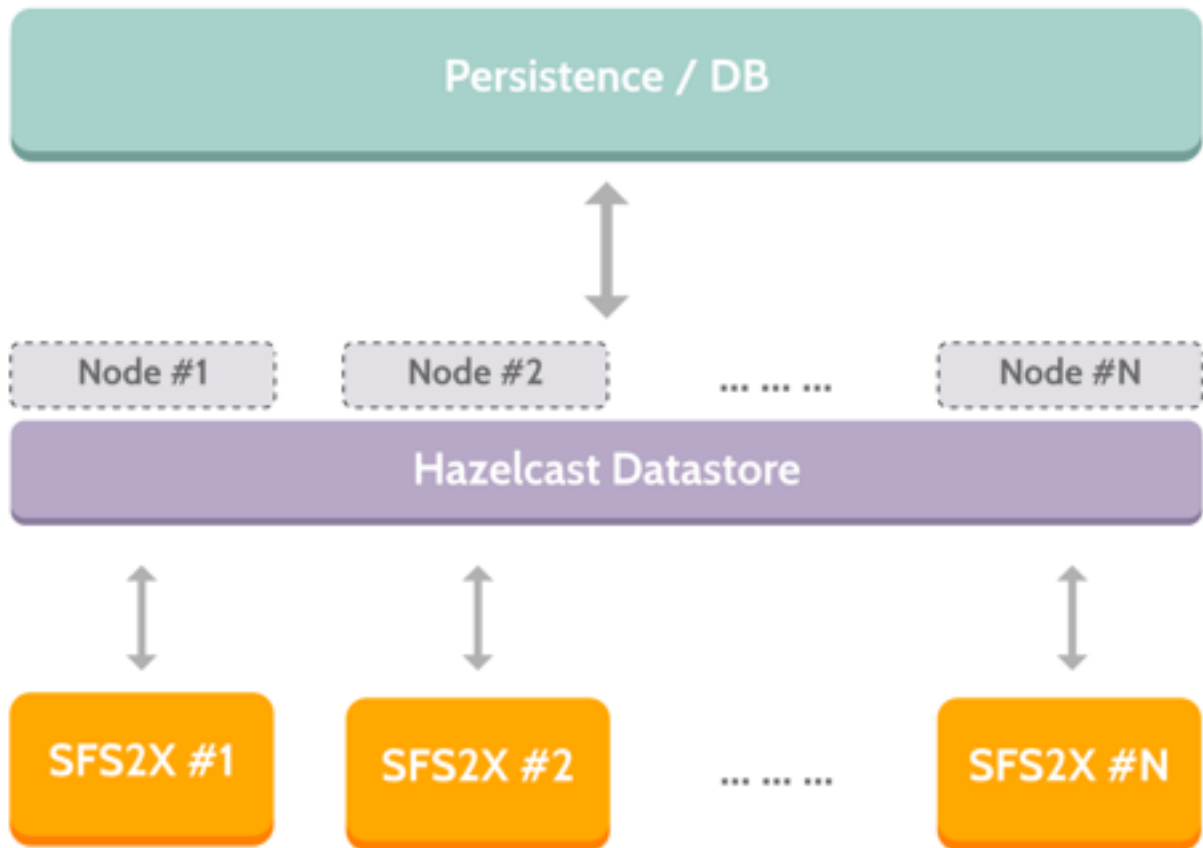 Persistence / DB
Node #1 Node #2 ... ... ... Node #N
Hazelcast Datastore
SFS2X #1 SFS2X #2 ... ... ... SFS2X #N